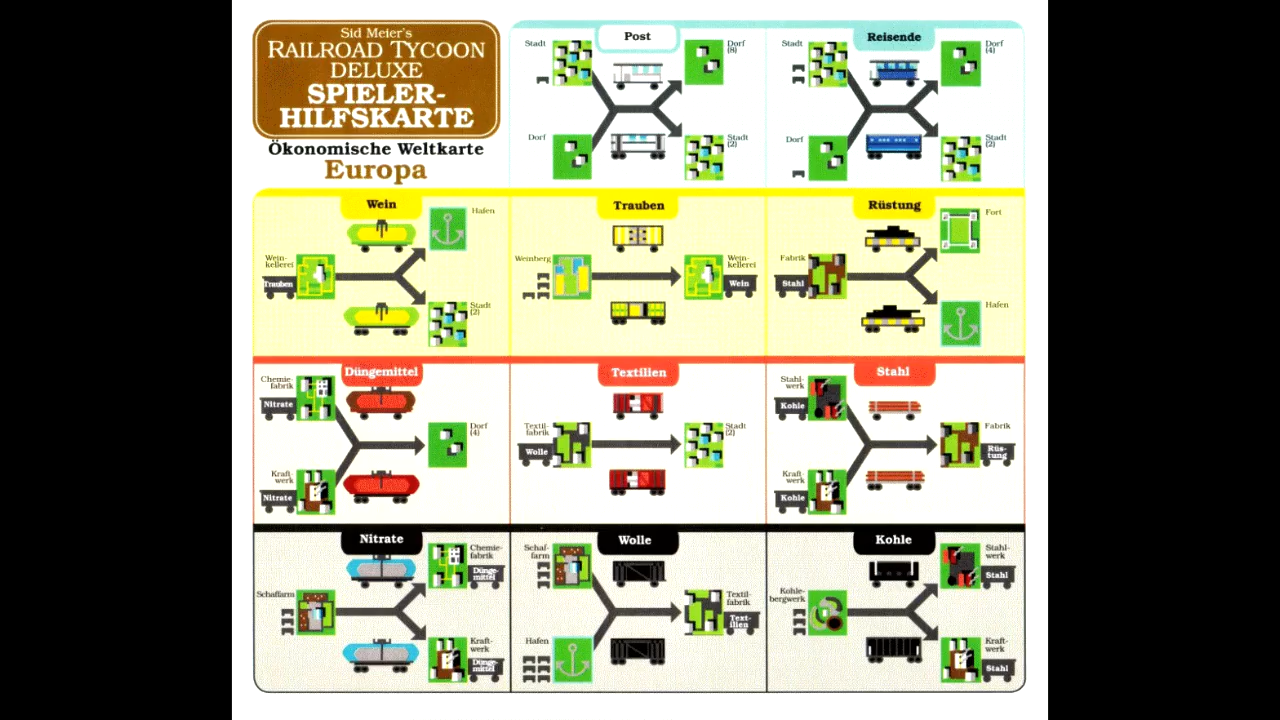 Sid Meier's
RAILROAD TYCOON
DELUXE
SPIELER-
HILFSKARTE
Ökonomische Weltkarte
Europa
Post
Stadt
Dorf
(8)
Dorf
Stadt
(2)
Reisende
Stadt
Dorf
(4)
Dorf
Stadt
(2)
Wein
Hafen
Wein-
kellerei
Trauben
Stadt
(2)
Trauben
Weinberg
Wein-
kellerei
Wein
Rüstung
Fort
Fabrik
Stahl
Hafen
Düngemittel
Chemie-
fabrik
Nitrate
Dorf
(4)
Kraft-
werk
Nitrate
Textilien
Textil-
fabrik
Wolle
Stadt
(2)
Stahl
Stahl-
werk
Kohle
Fabrik
Rüs-
tung
Kraft-
werk
Kohle
Nitrate
Chemie-
fabrik
Dünge-
mittel
Schaffarm
Kraft-
werk
Dünge-
mittel
Wolle
Schaf-
farm
Textil-
fabrik
Text-
ilien
Hafen
Kohle
Stahl-
werk
Stahl
Kohle-
bergwerk
Kraft-
werk
Stahl